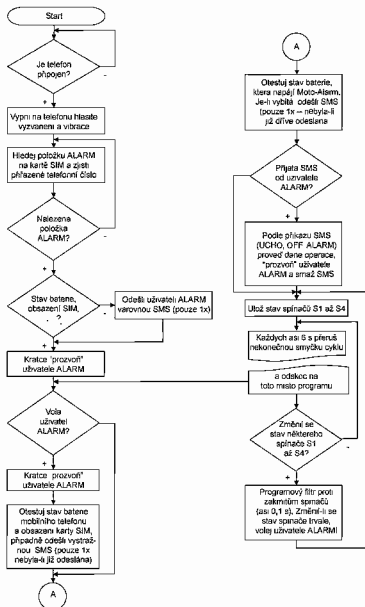 Start
Je telefon
připojen?
+
-
Vypni na telefonu hlasité
vyzvánění a vibrace
Hledej položku ALARM
na kartě SIM a zjisti
přiřazené telefonní číslo
Nalezena
položka
ALARM?
-
+
Stav baterie,
obsazení SIM,
?
-
+
Odešli uživateli ALARM
varovnou SMS (pouze 1x)
Krátce "prozvoň"
uživatele ALARM
Volá
uživatel
ALARM?
-
+
Krátce "prozvoň"
uživatele ALARM
Otestuj stav baterie
mobilního telefonu
a obsazení karty SIM,
případně odešli výstraž-
nou SMS (pouze 1x
nebyla-li již odeslána)
A
A
Otestuj stav baterie,
která napájí Moto-Alarm.
Je-li vybitá odešli SMS
(pouze 1x -- nebyla-li
již dříve odeslána
Přijata SMS
od uživatele
ALARM?
-
+
Podle příkazu SMS
(UCHO, OFF ALARM)
proveď dané operace,
"prozvoň" uživatele
ALARM a smaž SMS
Ulož stav spínačů S1 až S4
Každých asi 6 s přeruš
nekonečnou smyčku cyklu
a odskoč na
toto místo programu
Změní se
stav některého
spínače S1
až S4?
-
+
Programový filtr proti
zákmitům spínačů
(asi 0,1 s). Změní-li se
stav spínače trvale,
volej uživatele ALARM!